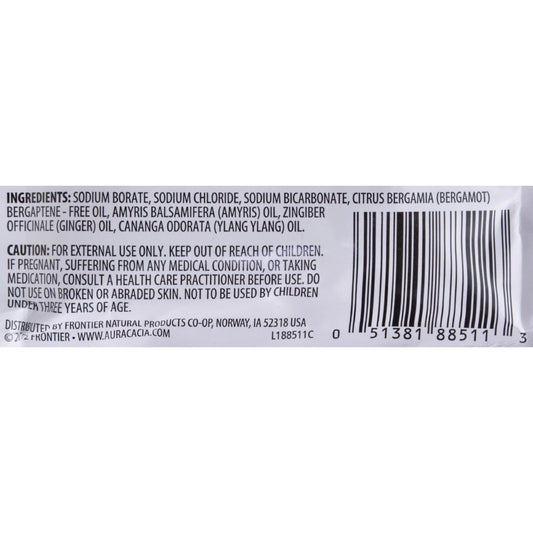 INGREDIENTS: SODIUM BORATE, SODIUM CHLORIDE, SODIUM BICARBONATE, CITRUS BERGAMIA (BERGAMOT)
BERGAPTENE - FREE OIL, AMYRIS BALSAMIFERA (AMYRIS) OIL, ZINGIBER
OFFICINALE (GINGER) OIL, CANANGA ODORATA (YLANG YLANG) OIL.
CAUTION: FOR EXTERNAL USE ONLY. KEEP OUT OF REACH OF CHILDREN.
IF PREGNANT, SUFFERING FROM ANY MEDICAL CONDITION, OR TAKING
MEDICATION, CONSULT A HEALTH CARE PRACTITIONER BEFORE USE. DO
NOT USE ON BROKEN OR ABRADED SKIN. NOT TO BE USED BY CHILDREN
UNDER THREE YEARS OF AGE.
DISTRIBUTED BY FRONTIER NATURAL PRODUCTS CO-OP, NORWAY, IA 52318 USA
© FRONTIER • WWW.AURACACIA.COM L188511C
0 51381 88511 3